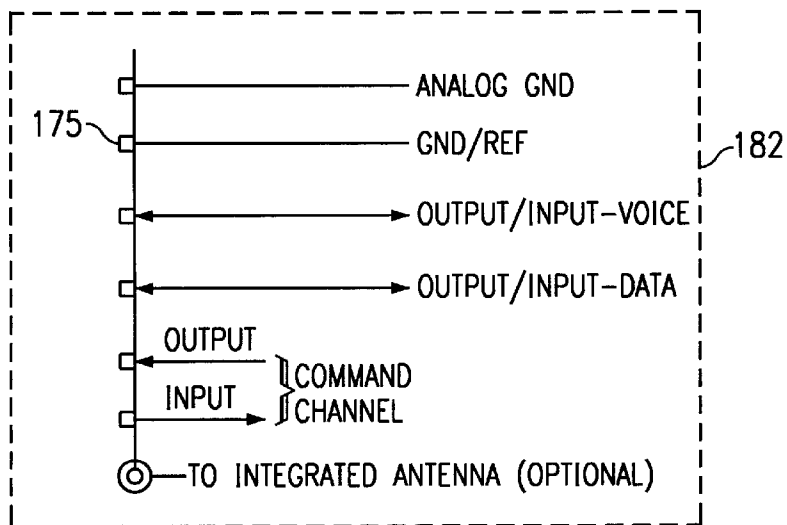 ANALOG GND
175
GND/REF
182
OUTPUT/INPUT-VOICE
OUTPUT/INPUT-DATA
OUTPUT
COMMAND
INPUT
CHANNEL
TO INTEGRATED ANTENNA (OPTIONAL)